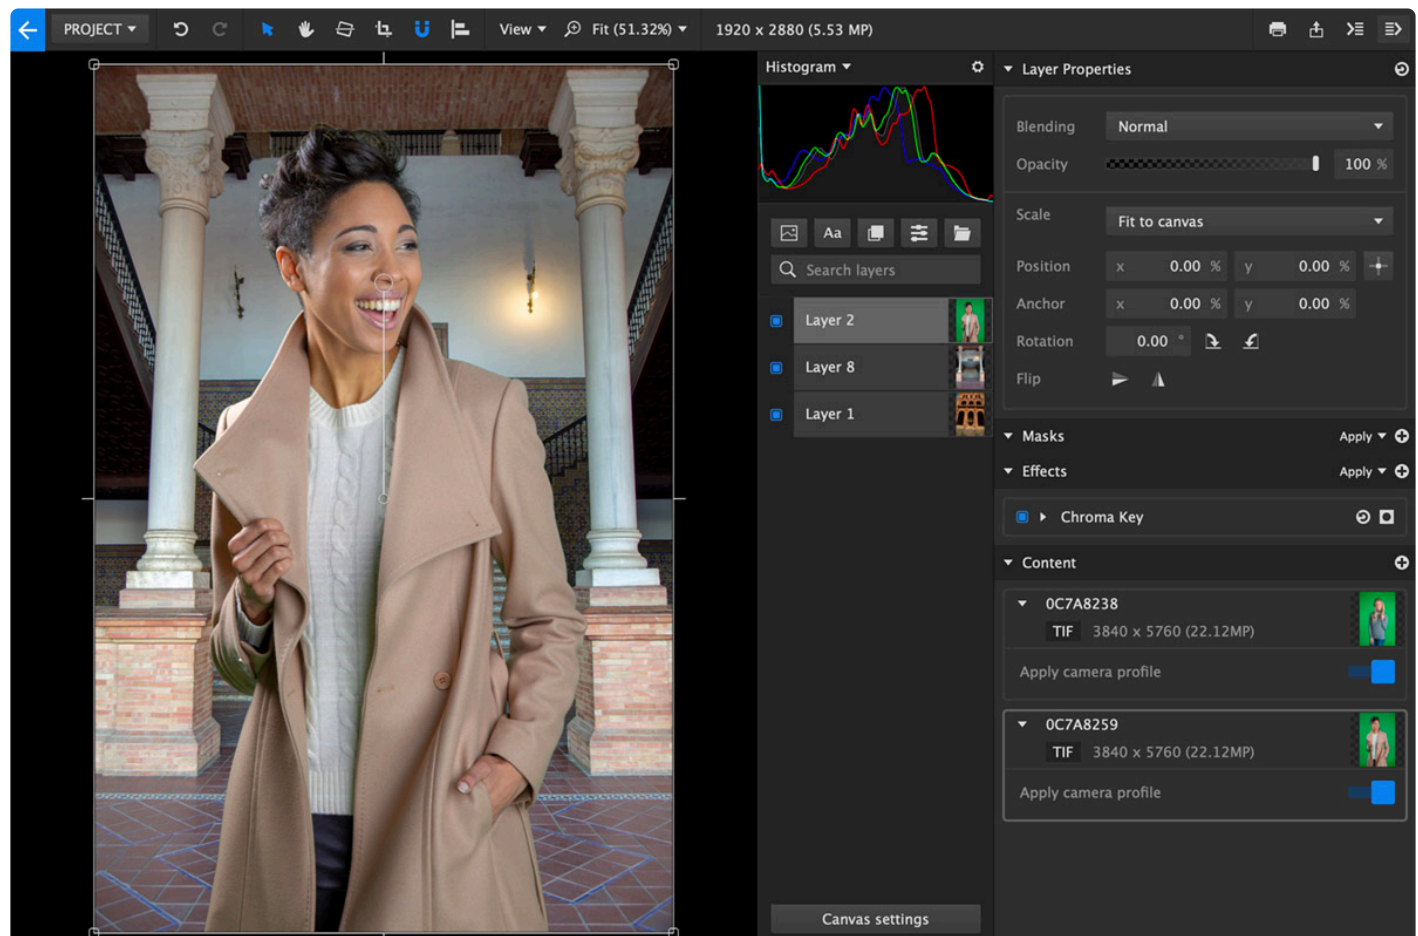 PROJECT
View
Fit (51.32%)
1920 x 2880 (5.53 MP)
Histogram
Aa
Search layers
Layer 2
Layer 8
Layer 1
Canvas settings
Layer Properties
Blending Normal
Opacity 100 %
Scale Fit to canvas
Position x 0.00 % y 0.00 %
Anchor x 0.00 % y 0.00 %
Rotation 0.00 °
Flip
Masks Apply
Effects Apply
Chroma Key
Content
0C7A8238
TIF 3840 x 5760 (22.12MP)
Apply camera profile
0C7A8259
TIF 3840 x 5760 (22.12MP)
Apply camera profile